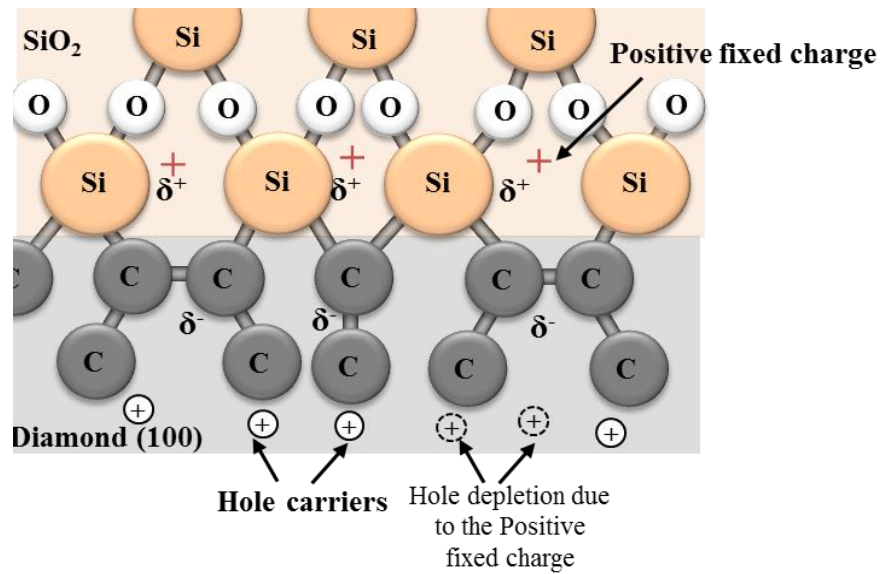 SiO₂
Si Si Si
Positive fixed charge
O O O O O O O O
+ + +
Si Si Si Si
δ⁺ δ⁺ δ⁺
C C C C C C
δ⁻ δ⁻ δ⁻
C C C C C
+ + + + + +
Diamond (100)
Hole carriers
Hole depletion due
to the Positive
fixed charge